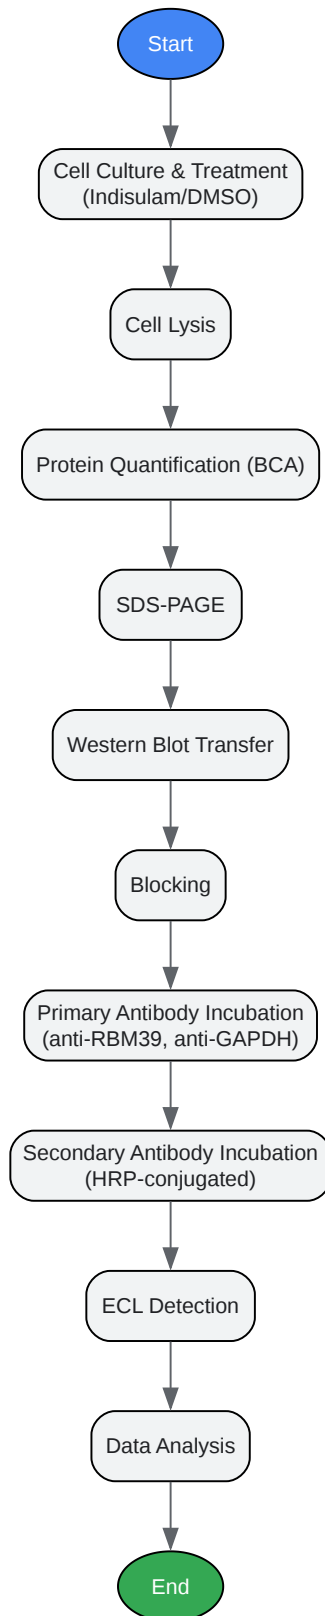 Start
Cell Culture & Treatment
(Indisulam/DMSO)
Cell Lysis
Protein Quantification (BCA)
SDS-PAGE
Western Blot Transfer
Blocking
Primary Antibody Incubation
(anti-RBM39, anti-GAPDH)
Secondary Antibody Incubation
(HRP-conjugated)
ECL Detection
Data Analysis
End